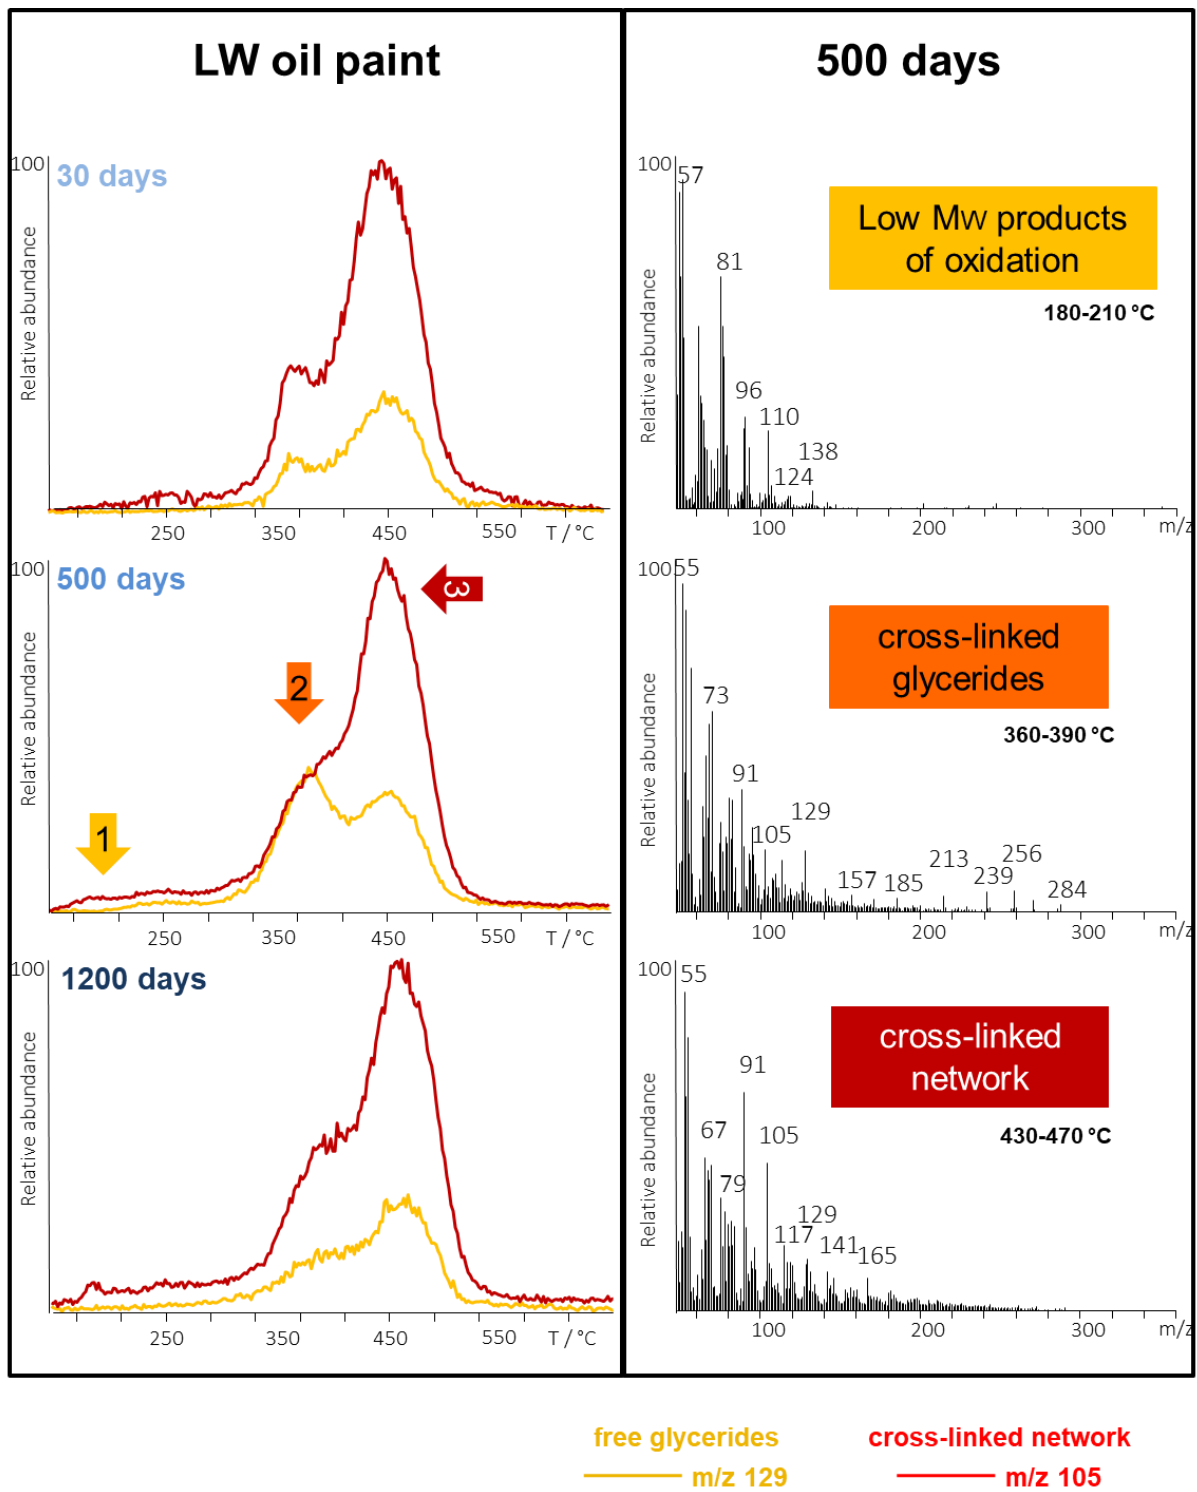 LW oil paint
100
30 days
Relative abundance
250 350 450 550 T / °C
100
500 days
Relative abundance
1
2
3
250 350 450 550 T / °C
100
1200 days
Relative abundance
250 350 450 550 T / °C
500 days
100
57
81
96
110
124
138
Relative abundance
Low Mw products
of oxidation
180-210 °C
100 200 300 m/z
100
55
73
91
105
129
157
185
213
239
256
284
Relative abundance
cross-linked
glycerides
360-390 °C
100 200 300 m/z
100
55
67
79
91
105
117
129
141
165
Relative abundance
cross-linked
network
430-470 °C
100 200 300 m/z
free glycerides
m/z 129
cross-linked network
m/z 105